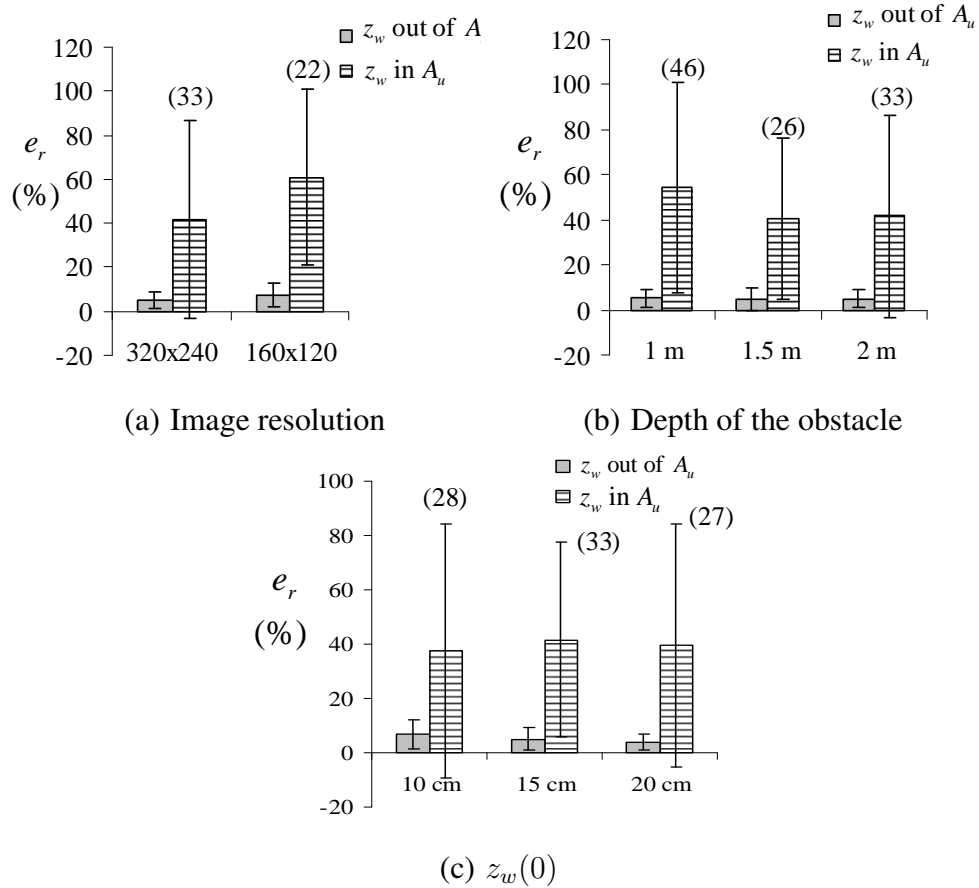 z_w out of A
z_w in A_u
120
100
80
60
40
20
0
-20
e_r
(%)
(33)
(22)
320x240
160x120
(a) Image resolution
z_w out of A_u
z_w in A_u
120
100
80
60
40
20
0
-20
e_r
(%)
(46)
(26)
(33)
1 m
1.5 m
2 m
(b) Depth of the obstacle
z_w out of A_u
z_w in A_u
100
80
60
40
20
0
-20
e_r
(%)
(28)
(33)
(27)
10 cm
15 cm
20 cm
(c) z_w(0)